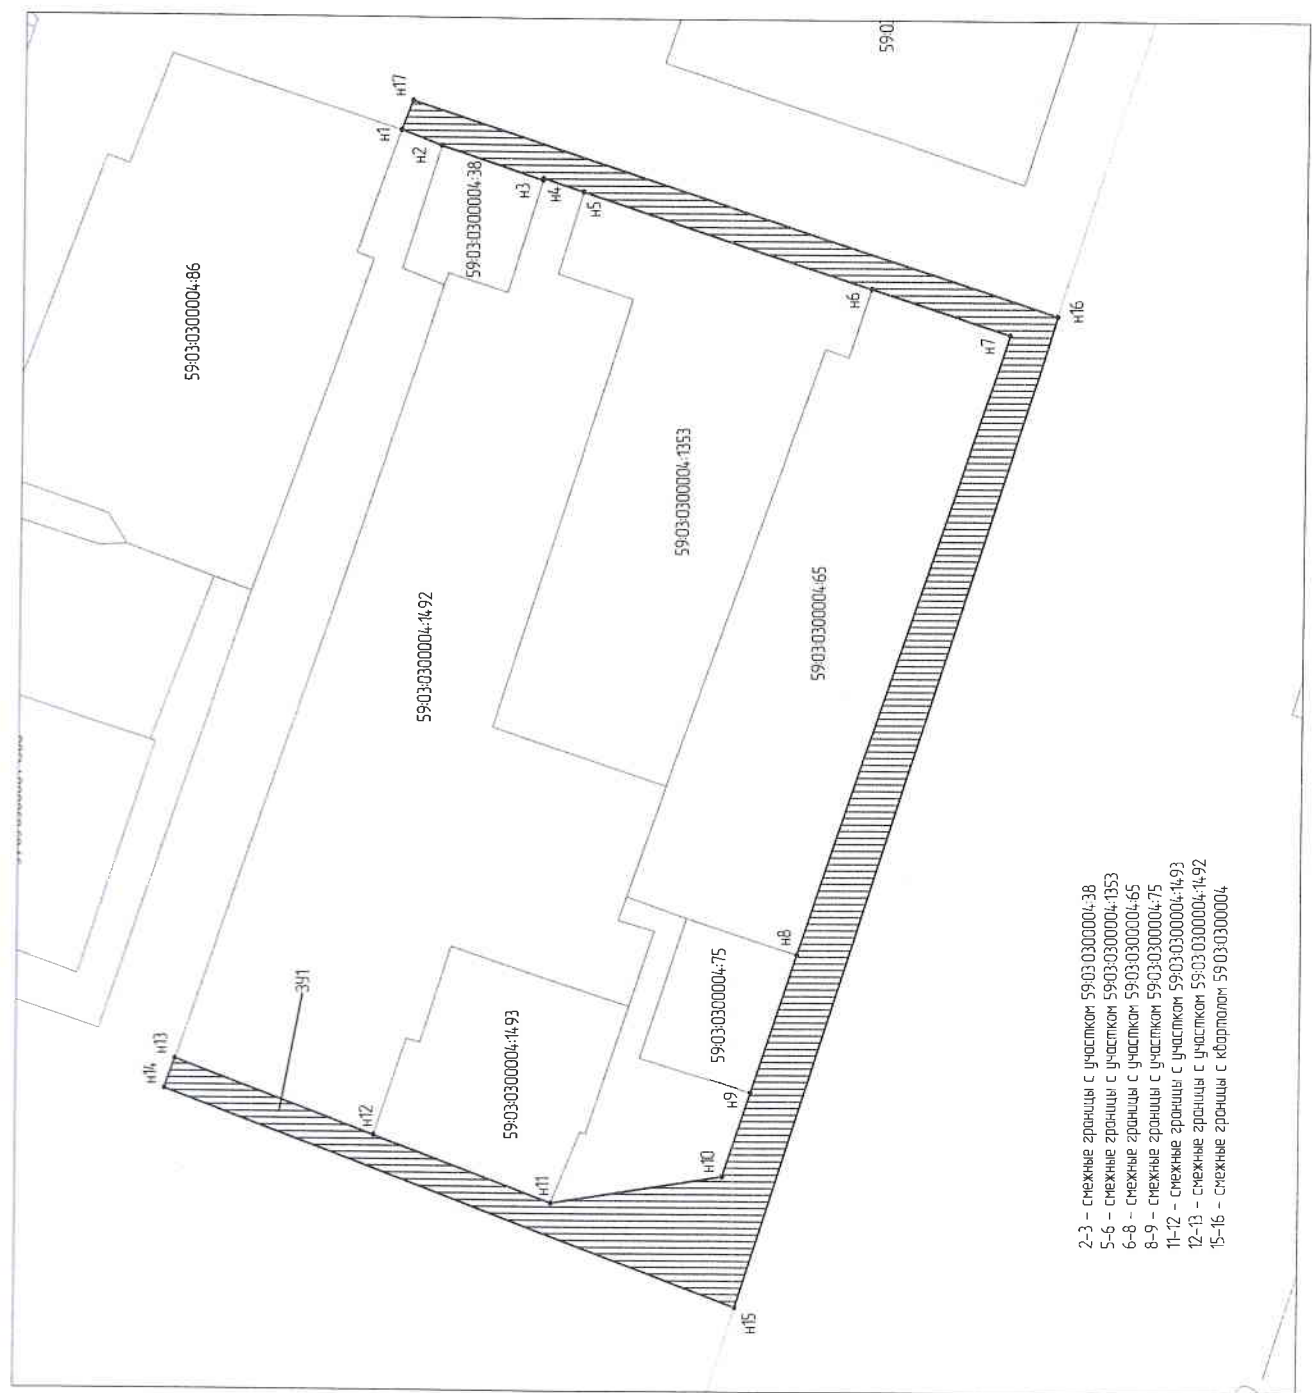 н17
н1
н2
59:03:0300004:38
н3
н4
н5
59:0
59:03:0300004:86
н6
н7
н16
59:03:0300004:1353
59:03:0300004:1492
59:03:0300004:65
н14
н13
ЗУ1
н12
59:03:0300004:1493
59:03:0300004:75
н8
н9
н10
н11
н15
2-3 - смежные границы с участком 59:03:0300004:38
5-6 - смежные границы с участком 59:03:0300004:1353
6-8 - смежные границы с участком 59:03:0300004:65
8-9 - смежные границы с участком 59:03:0300004:75
11-12 - смежные границы с участком 59:03:0300004:1493
12-13 - смежные границы с участком 59:03:0300004:1492
15-16 - смежные границы с кварталом 59:03:0300004